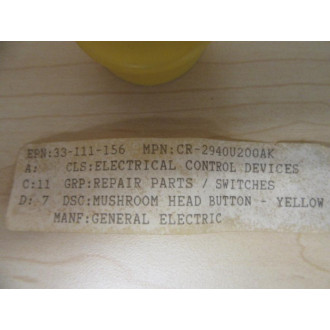 EPN:33-111-156 MPN:CR-2940U200AK
A: CLS:ELECTRICAL CONTROL DEVICES
C:11 GRP:REPAIR PARTS / SWITCHES
D: 7 DSC:MUSHROOM HEAD BUTTON - YELLOW
MANF:GENERAL ELECTRIC